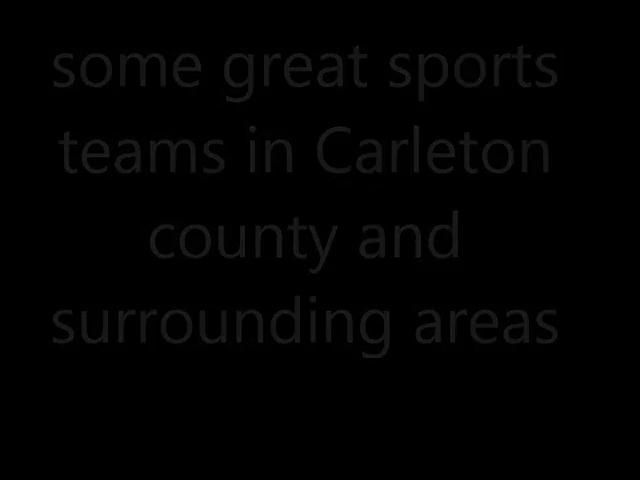 some great sports
teams in Carleton
county and
surrounding areas